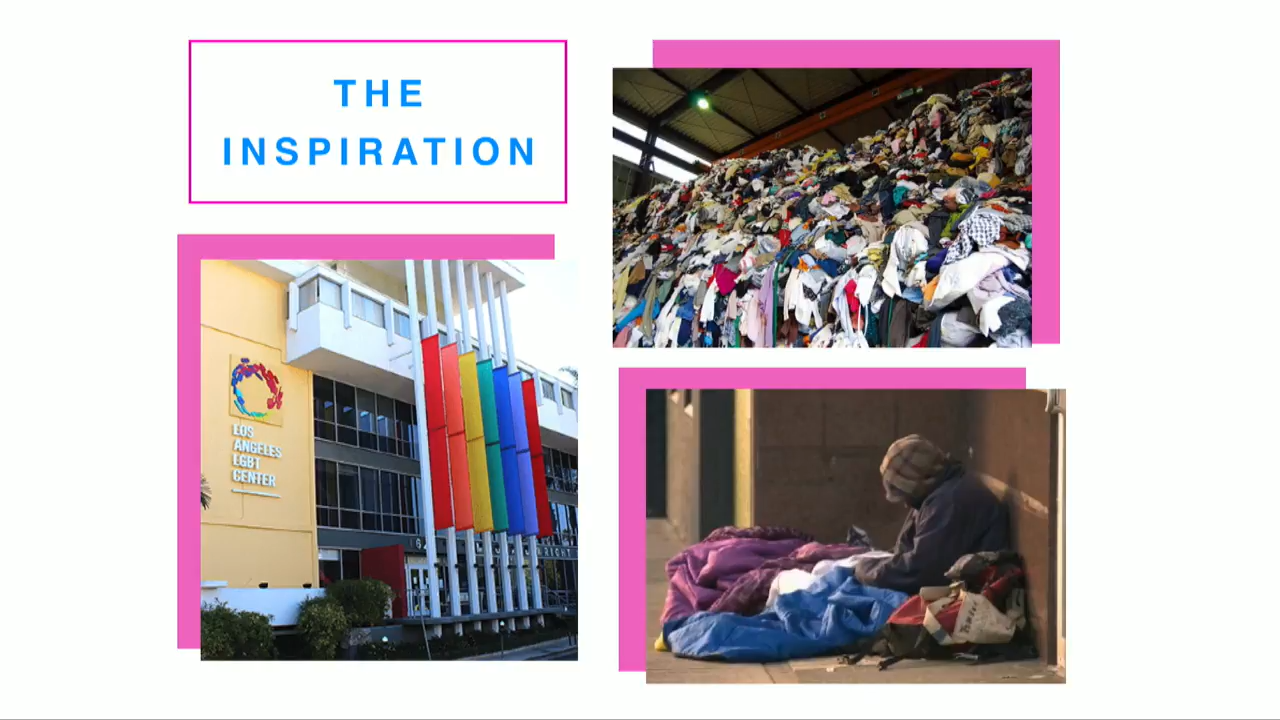 THE
INSPIRATION
LOS
ANGELES
LGBT
CENTER